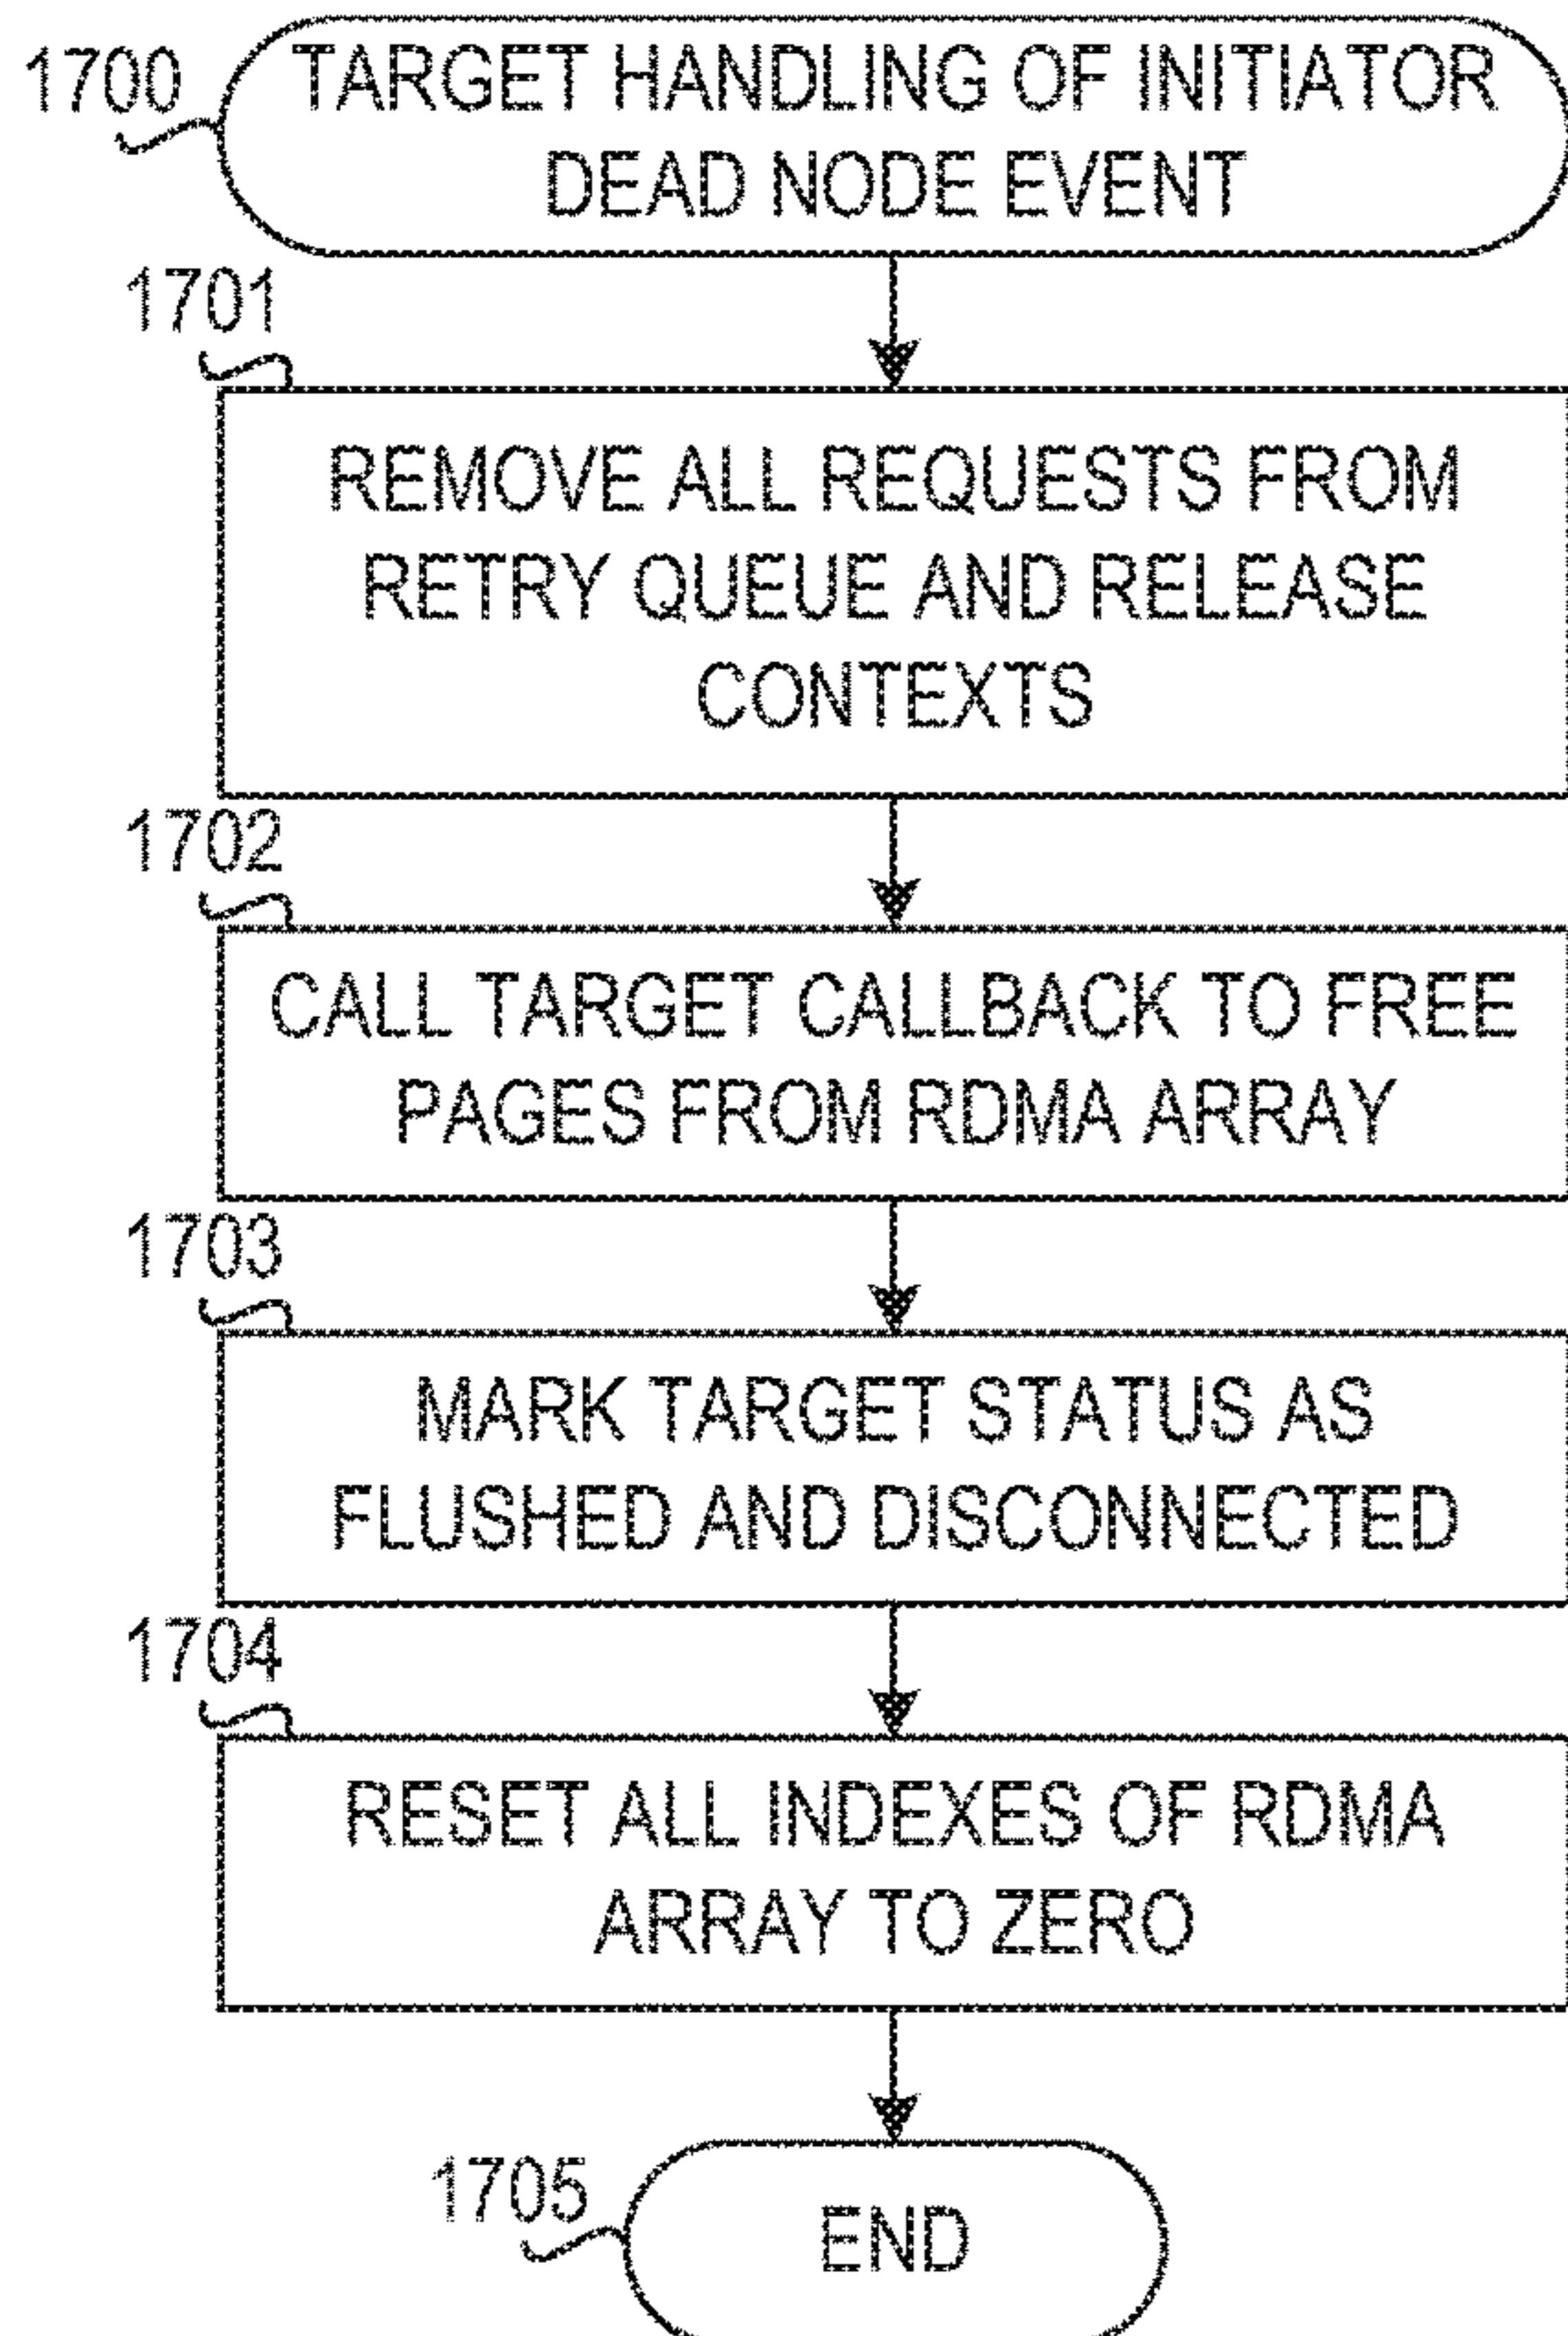 1700
TARGET HANDLING OF INITIATOR
DEAD NODE EVENT
1701
REMOVE ALL REQUESTS FROM
RETRY QUEUE AND RELEASE
CONTEXTS
1702
CALL TARGET CALLBACK TO FREE
PAGES FROM RDMA ARRAY
1703
MARK TARGET STATUS AS
FLUSHED AND DISCONNECTED
1704
RESET ALL INDEXES OF RDMA
ARRAY TO ZERO
1705
END